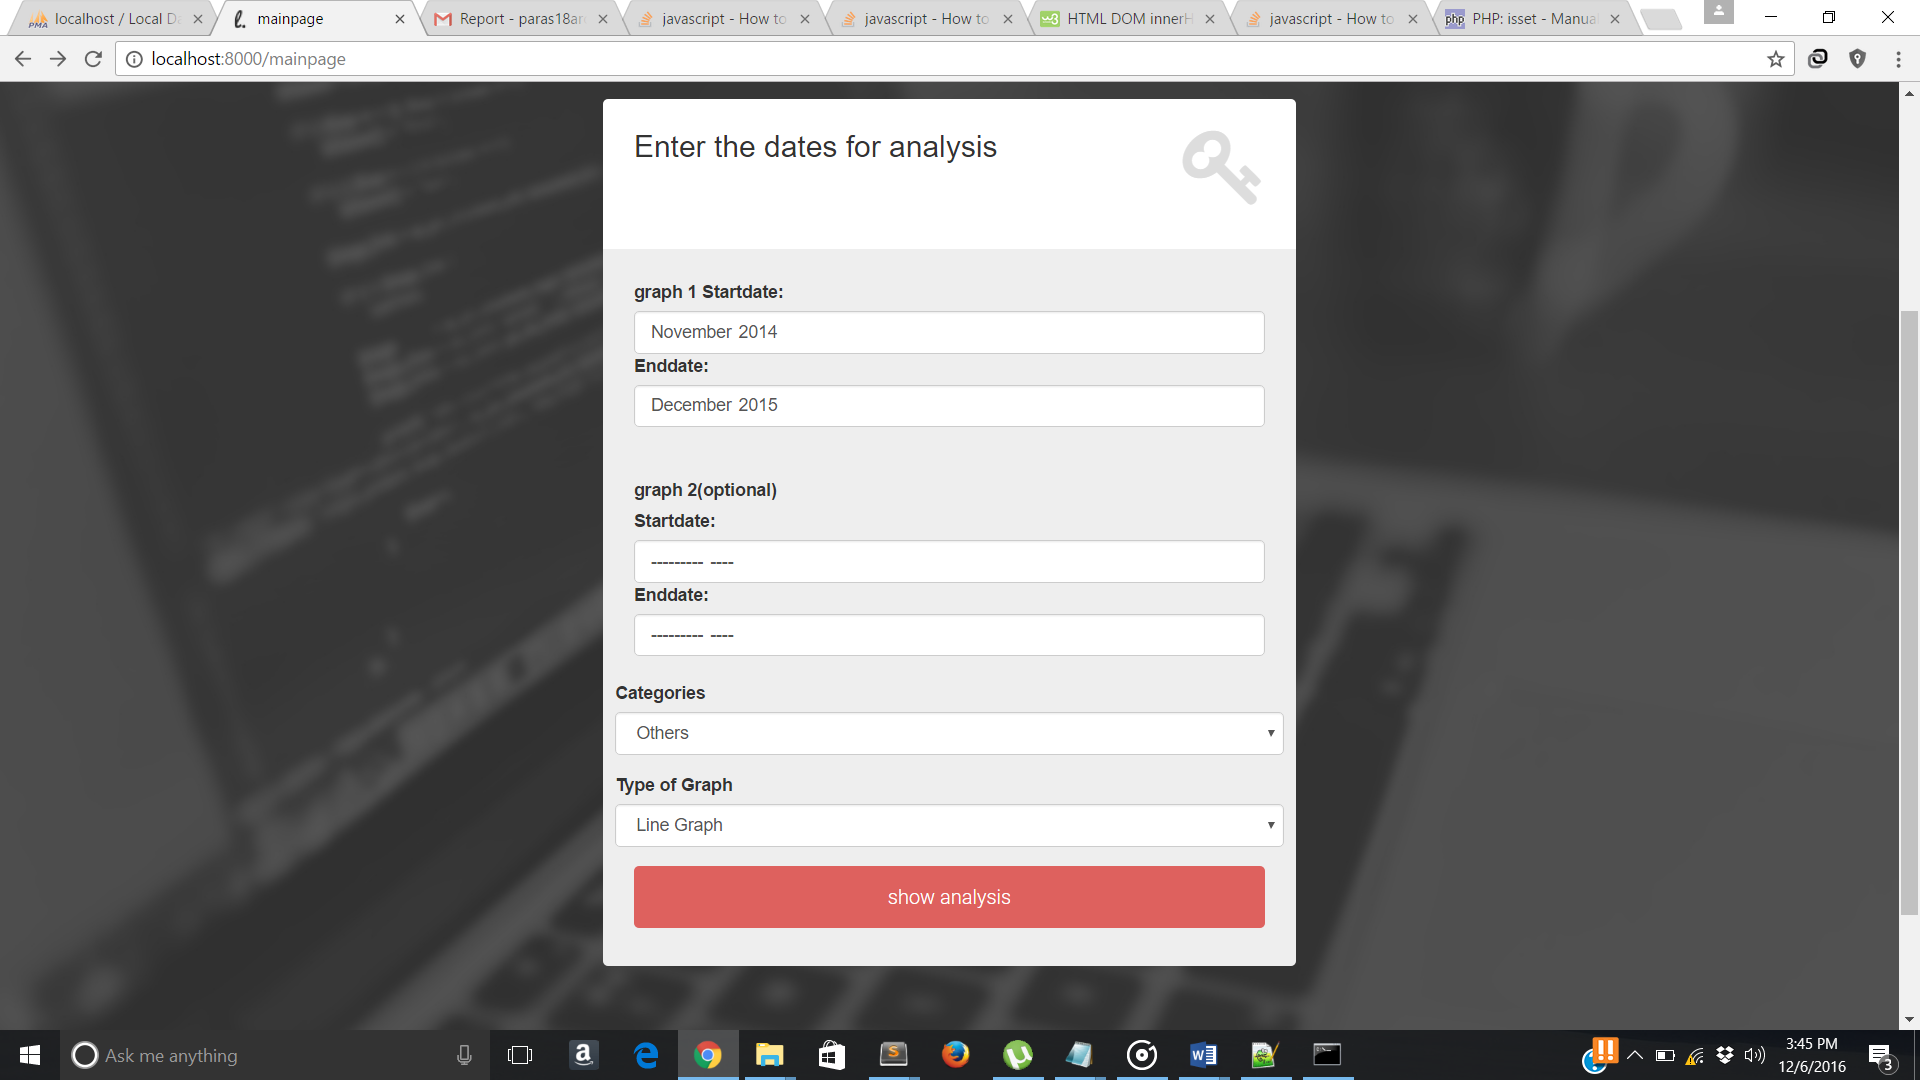 localhost / Local Da
mainpage
Report - paras18ar
javascript - How to
javascript - How to
HTML DOM innerH
javascript - How to
PHP: isset - Manual
localhost:8000/mainpage
Enter the dates for analysis
graph 1 Startdate:
November 2014
Enddate:
December 2015
graph 2(optional)
Startdate:
--------- ----
Enddate:
--------- ----
Categories
Others
Type of Graph
Line Graph
show analysis
Ask me anything
3:45 PM
12/6/2016
3